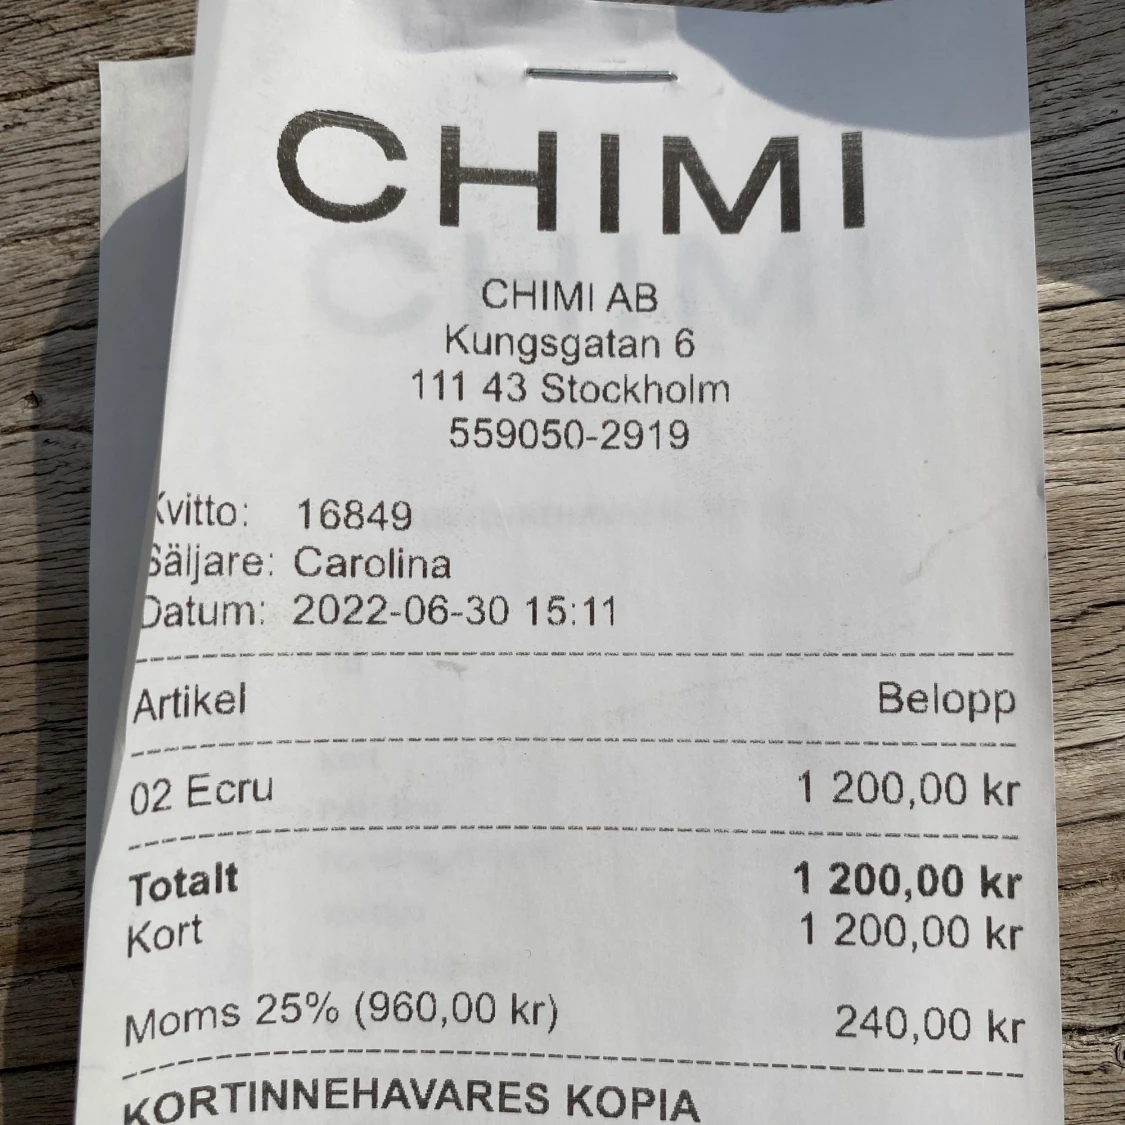 CHIMI
CHIMI AB
Kungsgatan 6
111 43 Stockholm
559050-2919
Kvitto: 16849
Säljare: Carolina
Datum: 2022-06-30 15:11
Artikel Belopp
02 Ecru 1 200,00 kr
Totalt 1 200,00 kr
Kort 1 200,00 kr
Moms 25% (960,00 kr) 240,00 kr
KORTINNEHAVARES KOPIA